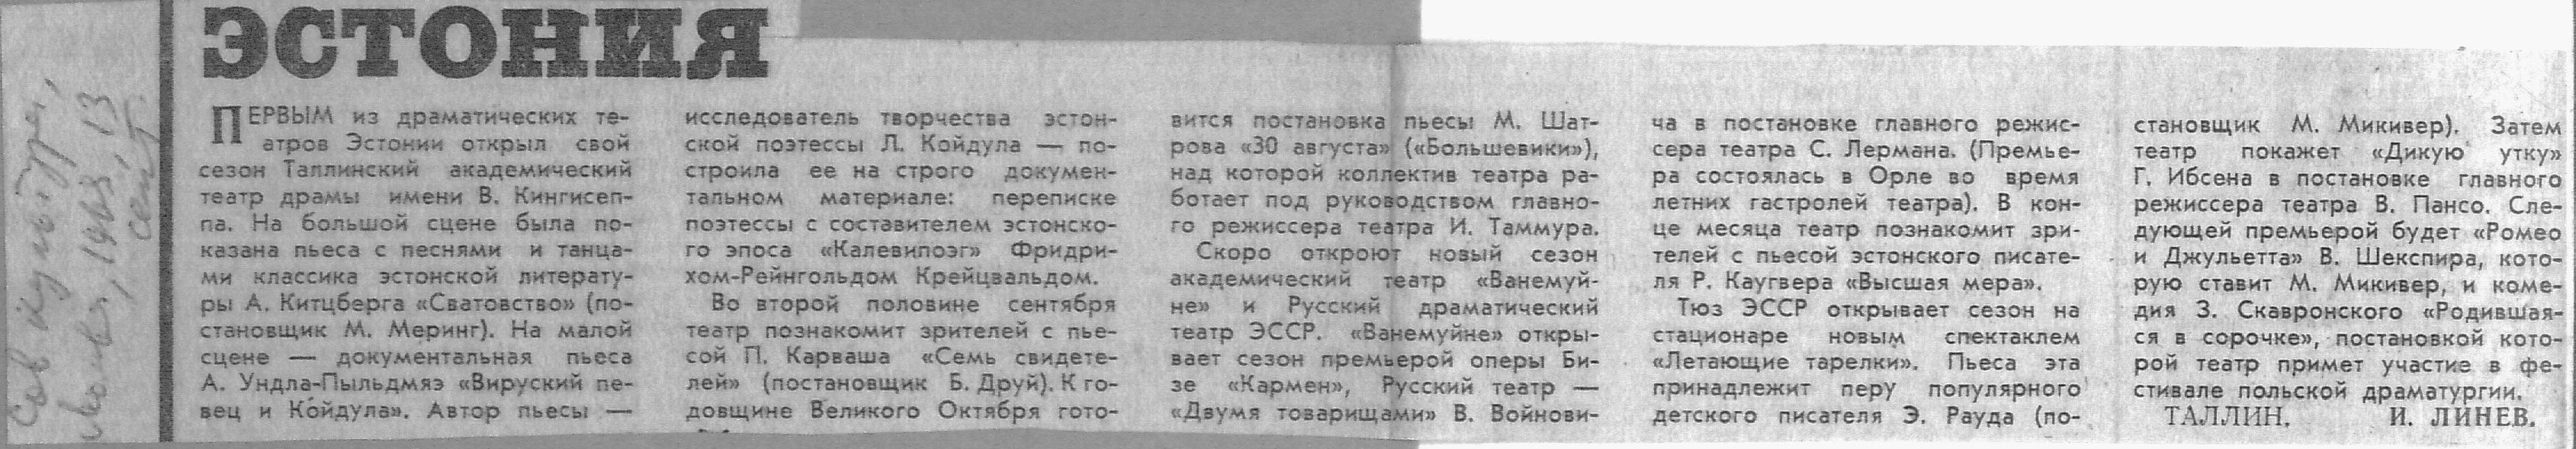 ЭСТОНИЯ
ПЕРВЫМ из драматических те-
атров Эстонии открыл свой
сезон Таллинский академический
театр драмы имени В. Кингисеп-
па. На большой сцене была по-
казана пьеса с песнями и танца-
ми классика эстонской литерату-
ры А. Китцберга «Сватовство» (по-
становщик М. Меринг). На малой
сцене — документальная пьеса
А. Ундла-Пыльдмяэ «Вируский пе-
вец и Койдула». Автор пьесы —
исследователь творчества эстон-
ской поэтессы Л. Койдула — по-
строила ее на строго докумен-
тальном материале: переписке
поэтессы с составителем эстонско-
го эпоса «Калевипоэг» Фридри-
хом-Рейнгольдом Крейцвальдом.
Во второй половине сентября
театр познакомит зрителей с пье-
сой П. Карваша «Семь свидете-
лей» (постановщик Б. Друй). К го-
довщине Великого Октября гото-
вится постановка пьесы М. Шат-
рова «30 августа» («Большевики»),
над которой коллектив театра ра-
ботает под руководством главно-
го режиссера театра И. Таммура.
Скоро откроют новый сезон
академический театр «Ванемуй-
не» и Русский драматический
театр ЭССР. «Ванемуйне» откры-
вает сезон премьерой оперы Би-
зе «Кармен», Русский театр —
«Двумя товарищами» В. Войнови-
ча в постановке главного режис-
сера театра С. Лермана. (Премье-
ра состоялась в Орле во время
летних гастролей театра). В кон-
це месяца театр познакомит зри-
телей с пьесой эстонского писате-
ля Р. Каугвера «Высшая мера».
Тюз ЭССР открывает сезон на
стационаре новым спектаклем
«Летающие тарелки». Пьеса эта
принадлежит перу популярного
детского писателя Э. Рауда (по-
становщик М. Микивер). Затем
театр покажет «Дикую утку»
Г. Ибсена в постановке главного
режиссера театра В. Пансо. Сле-
дующей премьерой будет «Ромео
и Джульетта» В. Шекспира, кото-
рую ставит М. Микивер, и коме-
дия З. Скавронского «Родившая-
ся в сорочке», постановкой кото-
рой театр примет участие в фе-
стивале польской драматургии.
ТАЛЛИН. И. ЛИНЕВ.
Сов культура,
Москва, 1968, 13
сент.